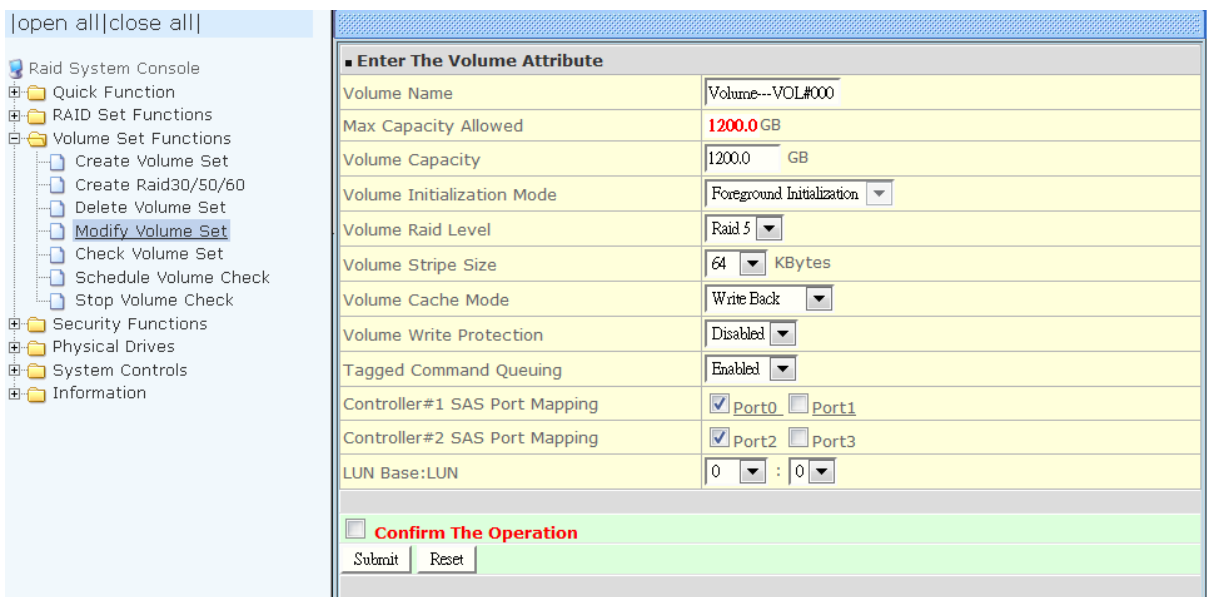 |open all|close all|
Raid System Console
Quick Function
RAID Set Functions
Volume Set Functions
Create Volume Set
Create Raid30/50/60
Delete Volume Set
Modify Volume Set
Check Volume Set
Schedule Volume Check
Stop Volume Check
Security Functions
Physical Drives
System Controls
Information
Enter The Volume Attribute
Volume Name Volume---VOL#000
Max Capacity Allowed 1200.0 GB
Volume Capacity 1200.0 GB
Volume Initialization Mode Foreground Initialization
Volume Raid Level Raid 5
Volume Stripe Size 64 KBytes
Volume Cache Mode Write Back
Volume Write Protection Disabled
Tagged Command Queuing Enabled
Controller#1 SAS Port Mapping Port0 Port1
Controller#2 SAS Port Mapping Port2 Port3
LUN Base:LUN 0 : 0
Confirm The Operation
Submit Reset